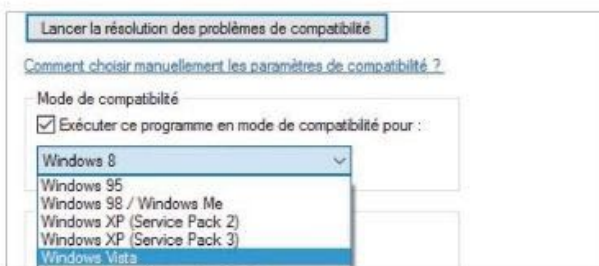 Lancer la résolution des problèmes de compatibilité
Comment choisir manuellement les paramètres de compatibilité ?
Mode de compatibilité
Exécuter ce programme en mode de compatibilité pour :
Windows 8
Windows 95
Windows 98 / Windows Me
Windows XP (Service Pack 2)
Windows XP (Service Pack 3)
Windows Vista